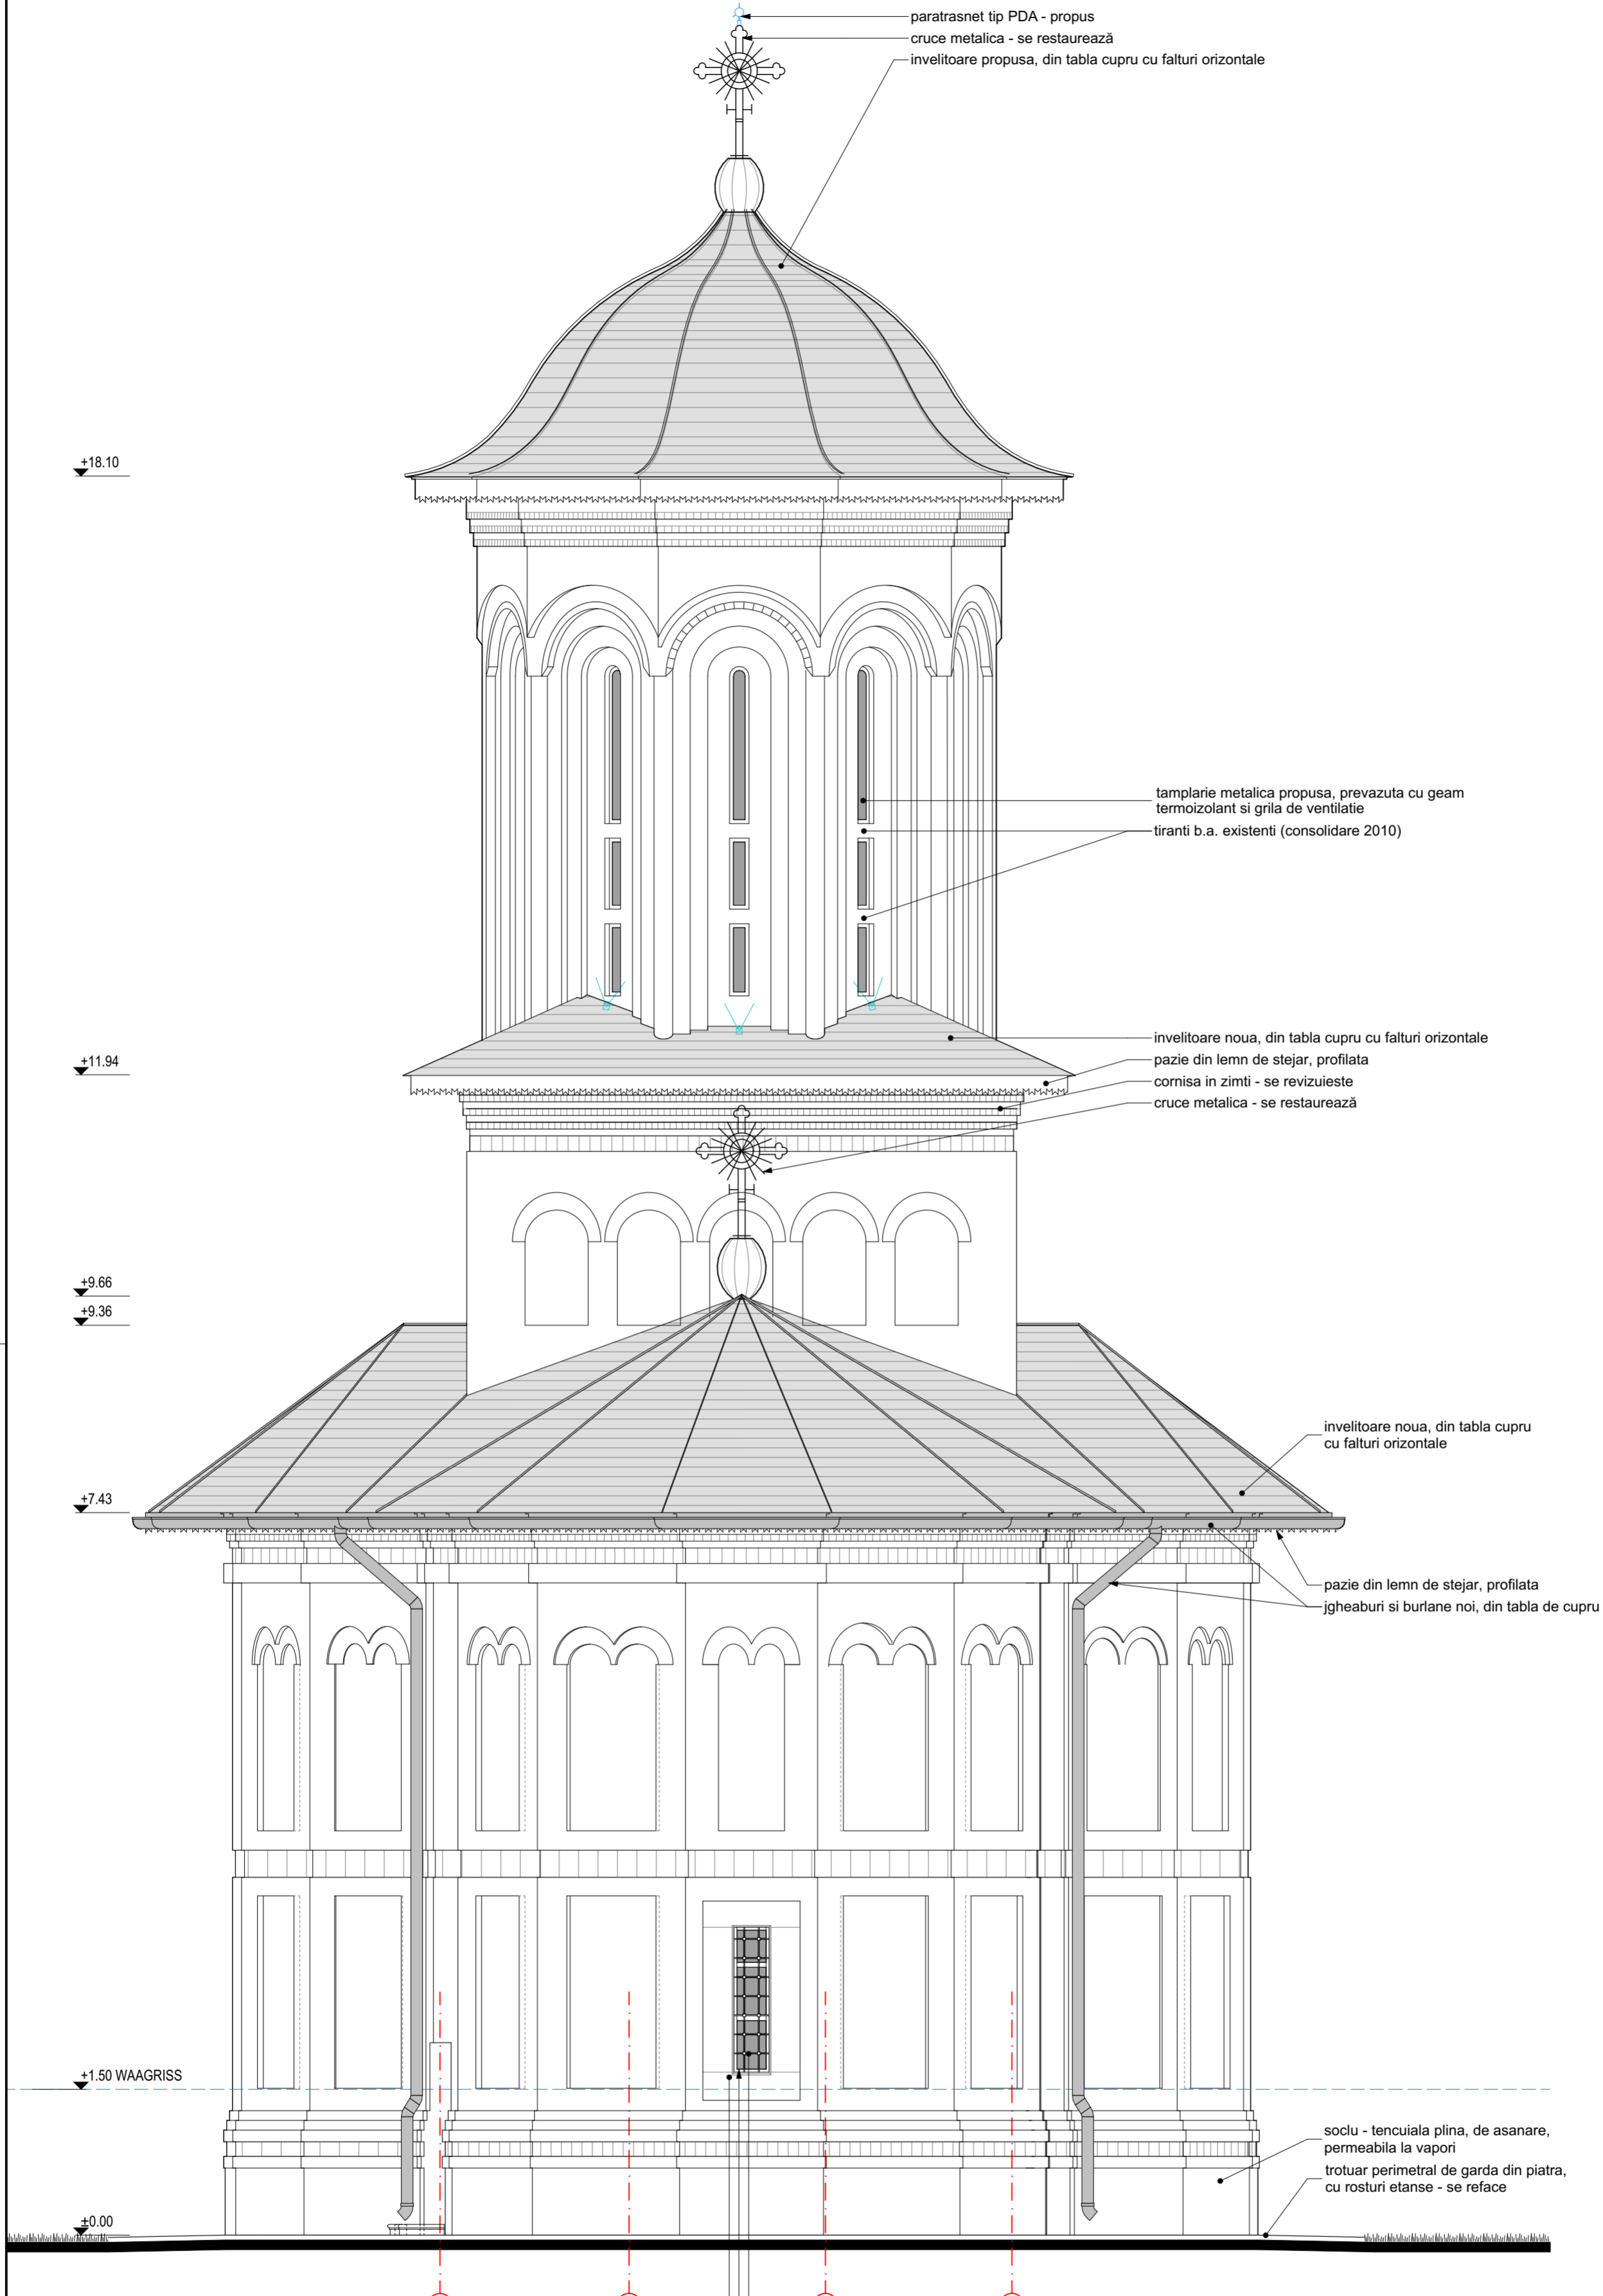 paratrasnet tip PDA - propus
cruce metalica - se restaurează
invelitoare propusa, din tabla cupru cu falturi orizontale
+18.10
tamplarie metalica propusa, prevazuta cu geam
termoizolant si grila de ventilatie
tiranti b.a. existenti (consolidare 2010)
invelitoare noua, din tabla cupru cu falturi orizontale
+11.94
pazie din lemn de stejar, profilata
cornisa in zimti - se revizuieste
cruce metalica - se restaurează
+9.66
+9.36
invelitoare noua, din tabla cupru
cu falturi orizontale
+7.43
pazie din lemn de stejar, profilata
jgheaburi si burlane noi, din tabla de cupru
+1.50 WAAGRISS
soclu - tencuiala plina, de asanare,
permeabila la vapori
trotuar perimetral de garda din piatra,
cu rosturi etanse - se reface
±0.00